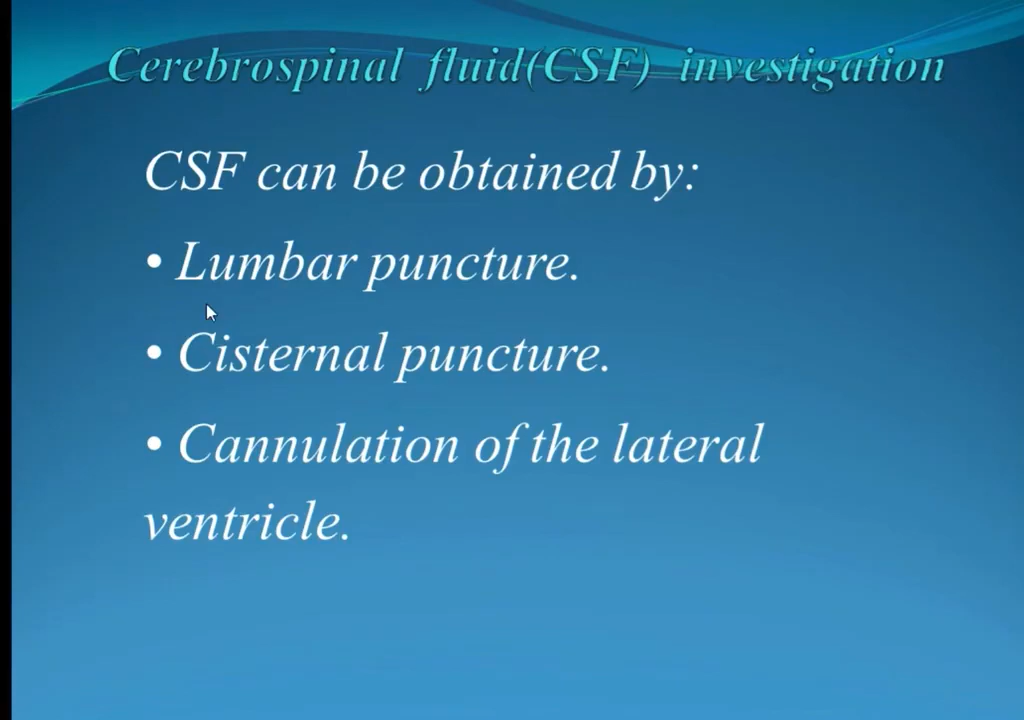 Cerebrospinal fluid(CSF) investigation
CSF can be obtained by:
• Lumbar puncture.
• Cisternal puncture.
• Cannulation of the lateral
ventricle.